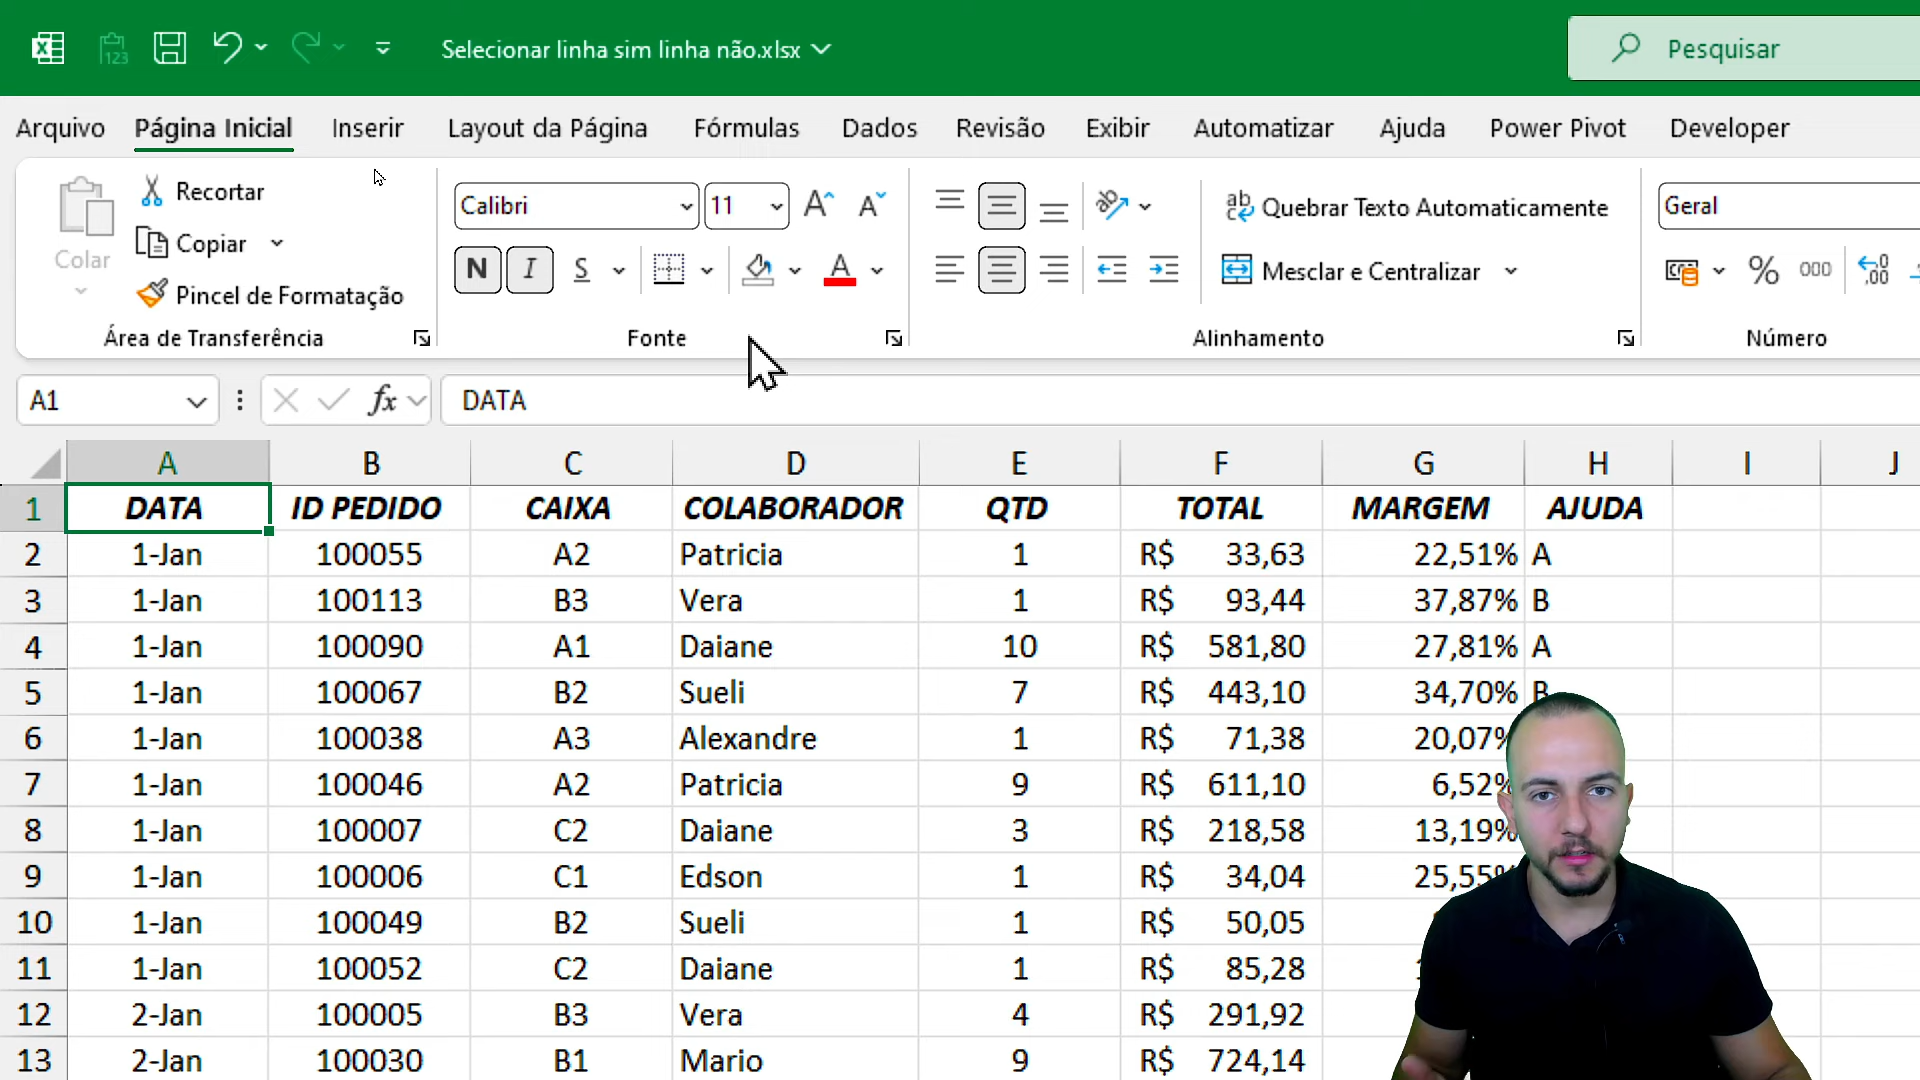 Selecionar linha sim linha não.xlsx
Pesquisar
Arquivo Página Inicial Inserir Layout da Página Fórmulas Dados Revisão Exibir Automatizar Ajuda Power Pivot Developer
Colar
Recortar
Copiar
Pincel de Formatação
Área de Transferência
Calibri 11
N I S
Fonte
Quebrar Texto Automaticamente
Mesclar e Centralizar
Alinhamento
Geral
% 000
Número
A1 fx DATA
A B C D E F G H I J
1 DATA ID PEDIDO CAIXA COLABORADOR QTD TOTAL MARGEM AJUDA
2 1-Jan 100055 A2 Patricia 1 R$ 33,63 22,51% A
3 1-Jan 100113 B3 Vera 1 R$ 93,44 37,87% B
4 1-Jan 100090 A1 Daiane 10 R$ 581,80 27,81% A
5 1-Jan 100067 B2 Sueli 7 R$ 443,10 34,70% B
6 1-Jan 100038 A3 Alexandre 1 R$ 71,38 20,07%
7 1-Jan 100046 A2 Patricia 9 R$ 611,10 6,52%
8 1-Jan 100007 C2 Daiane 3 R$ 218,58 13,19%
9 1-Jan 100006 C1 Edson 1 R$ 34,04 25,55%
10 1-Jan 100049 B2 Sueli 1 R$ 50,05
11 1-Jan 100052 C2 Daiane 1 R$ 85,28
12 2-Jan 100005 B3 Vera 4 R$ 291,92
13 2-Jan 100030 B1 Mario 9 R$ 724,14